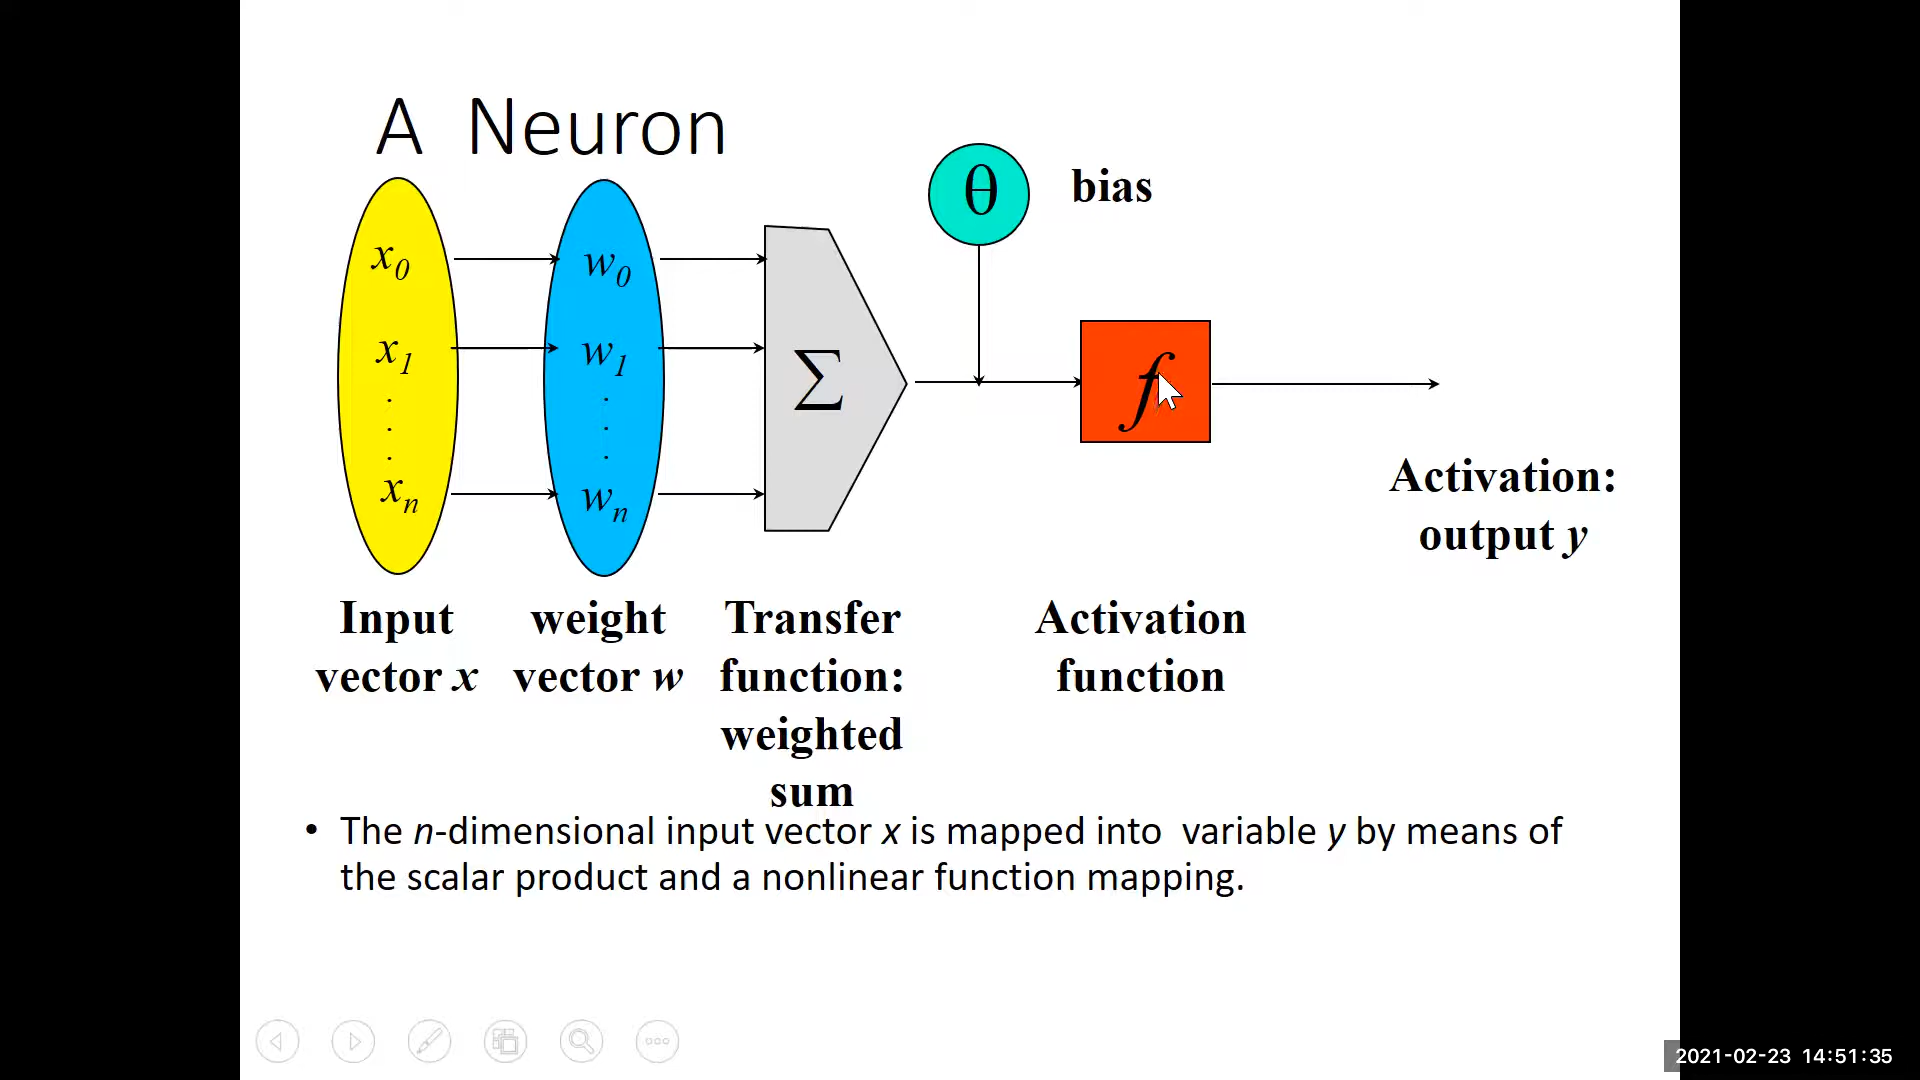 A Neuron
θ
bias
x0
w0
x1
w1
.
.
.
.
.
.
xn
wn
Σ
f
Activation:
output y
Input
vector x
weight
vector w
Transfer
function:
weighted
sum
Activation
function
• The n-dimensional input vector x is mapped into variable y by means of
the scalar product and a nonlinear function mapping.
2021-02-23 14:51:35